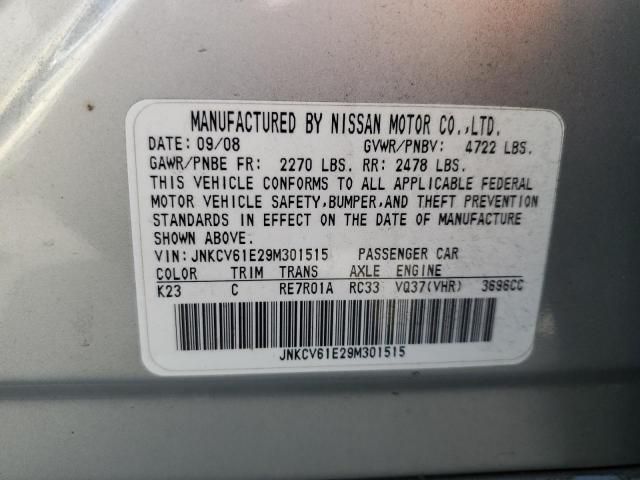 MANUFACTURED BY NISSAN MOTOR CO.,LTD.
DATE: 09/08 GVWR/PNBV: 4722 LBS.
GAWR/PNBE FR: 2270 LBS. RR: 2478 LBS.
THIS VEHICLE CONFORMS TO ALL APPLICABLE FEDERAL
MOTOR VEHICLE SAFETY,BUMPER,AND THEFT PREVENTION
STANDARDS IN EFFECT ON THE DATE OF MANUFACTURE
SHOWN ABOVE.
VIN:JNKCV61E29M301515 PASSENGER CAR
COLOR TRIM TRANS AXLE ENGINE
K23 C RE7R01A RC33 VQ37(VHR) 3696CC
JNKCV61E29M301515